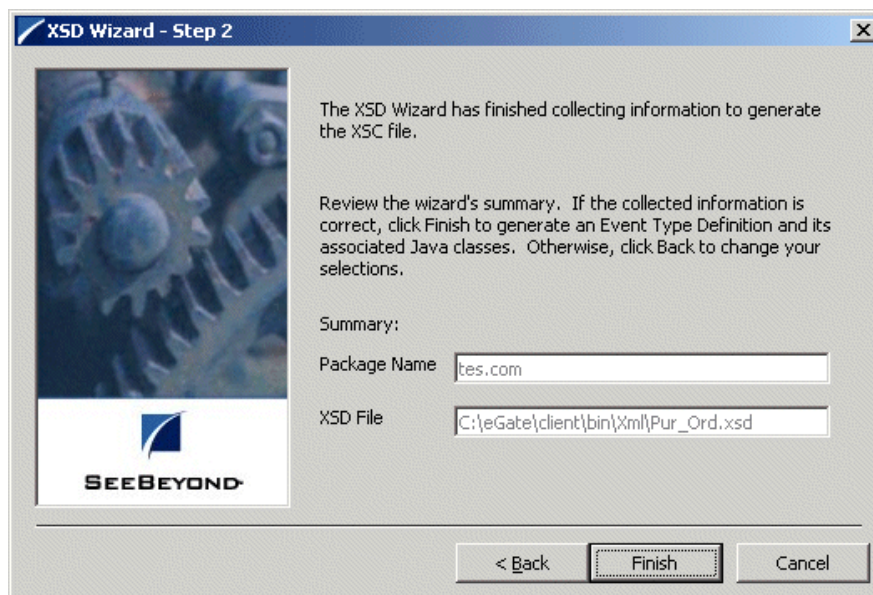 XSD Wizard - Step 2
The XSD Wizard has finished collecting information to generate
the XSC file.
Review the wizard's summary.  If the collected information is
correct, click Finish to generate an Event Type Definition and its
associated Java classes.  Otherwise, click Back to change your
selections.
Summary:
Package Name tes.com
XSD File C:\eGate\client\bin\Xml\Pur_Ord.xsd
SEEBEYOND
< Back Finish Cancel